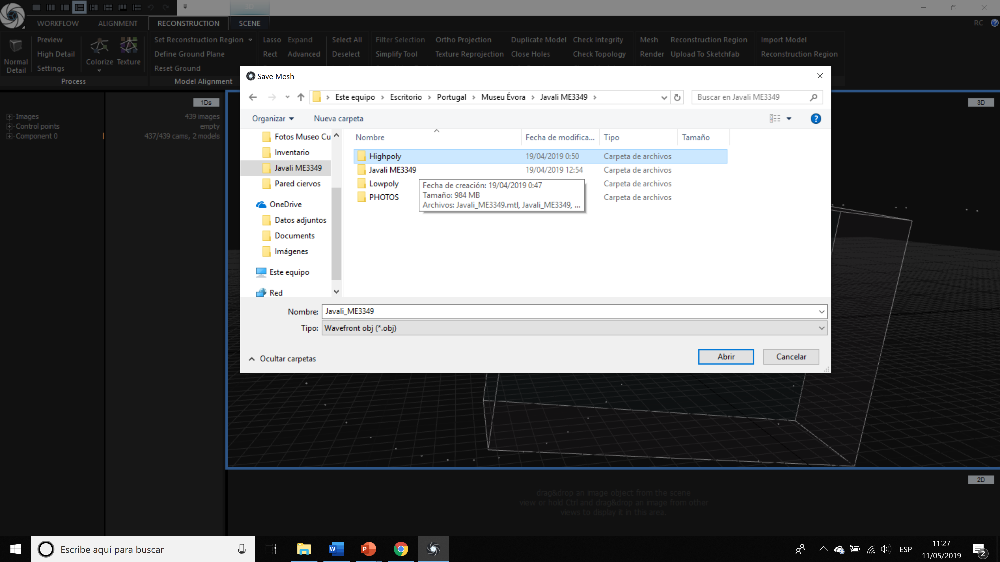 3D
WORKFLOW ALIGNMENT RECONSTRUCTION SCENE RC
Normal Detail
Preview
High Detail
Settings
Colorize Texture
Process
Set Reconstruction Region
Define Ground Plane
Reset Ground
Model Alignment
Lasso Expand
Rect Advanced
Select All
Deselect
Filter Selection Ortho Projection Duplicate Model Check Integrity
Simplify Tool Texture Reprojection Close Holes Check Topology
Mesh Reconstruction Region
Render Upload To Sketchfab
Import Model
Reconstruction Region
1Ds
Images 439 images
Control points empty
Component 0 437/439 cams, 2 models
3D
Save Mesh
Este equipo > Escritorio > Portugal > Museu Évora > Javali ME3349 >
Buscar en Javali ME3349
Organizar Nueva carpeta
Fotos Museo Cu
Inventario
Javali ME3349
Pared ciervos
OneDrive
Datos adjuntos
Documents
Imágenes
Este equipo
Red
Nombre Fecha de modifica... Tipo Tamaño
Highpoly 19/04/2019 0:50 Carpeta de archivos
Javali ME3349 19/04/2019 12:54 Carpeta de archivos
Lowpoly Carpeta de archivos
PHOTOS Carpeta de archivos
Fecha de creación: 19/04/2019 0:47
Tamaño: 984 MB
Archivos: Javali_ME3349.mtl, Javali_ME3349, ...
Nombre: Javali_ME3349
Tipo: Wavefront obj (*.obj)
Ocultar carpetas
Abrir Cancelar
2D
drag&drop an image object from the scene
view or hold Ctrl and drag&drop an image from other
views to display it in this area.
Escribe aquí para buscar
ESP
11:27
11/05/2019
2